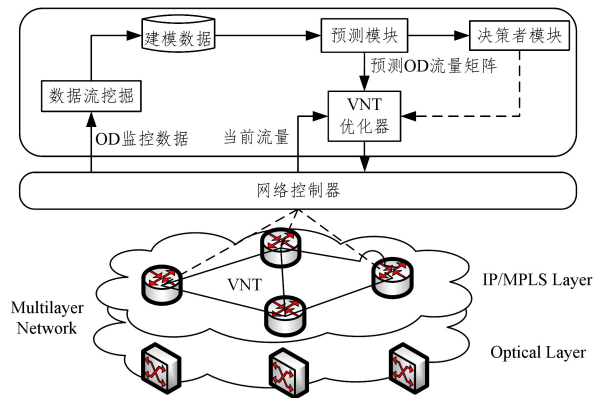 建模数据
预测模块
决策者模块
预测OD流量矩阵
数据流挖掘
VNT
优化器
OD监控数据
当前流量
网络控制器
VNT
IP/MPLS Layer
Multilayer
Network
Optical Layer